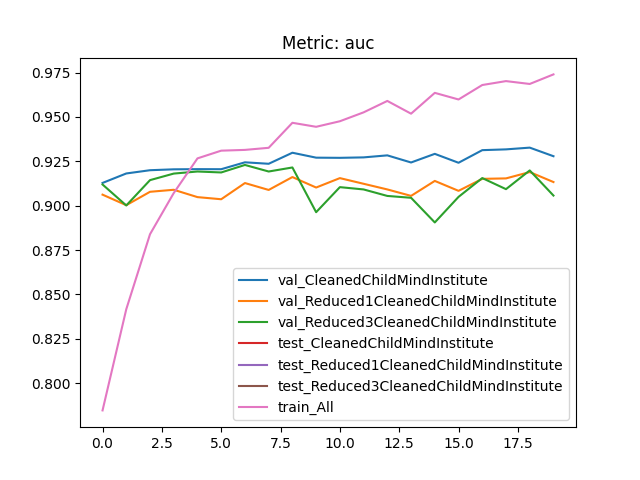 Metric: auc
0.975
0.950
0.925
0.900
0.875
0.850
0.825
0.800
val_CleanedChildMindInstitute
val_Reduced1CleanedChildMindInstitute
val_Reduced3CleanedChildMindInstitute
test_CleanedChildMindInstitute
test_Reduced1CleanedChildMindInstitute
test_Reduced3CleanedChildMindInstitute
train_All
0.0 2.5 5.0 7.5 10.0 12.5 15.0 17.5